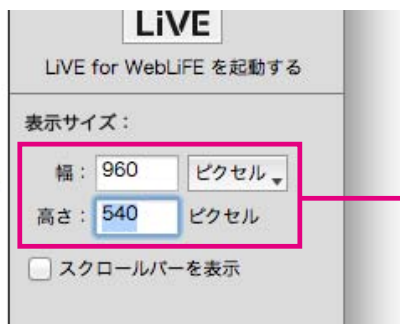 LiVE
LiVE for WebLiFE を起動する
表示サイズ：
幅： 960 ピクセル
高さ： 540 ピクセル
スクロールバーを表示